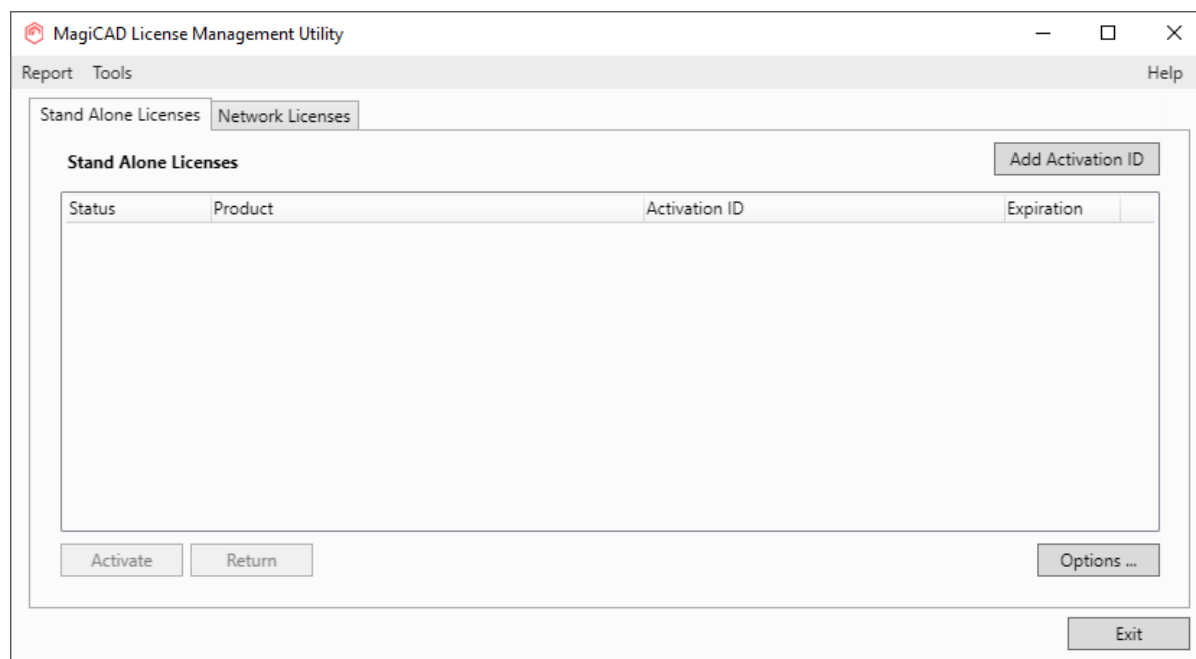 MagiCAD License Management Utility
Report Tools Help
Stand Alone Licenses Network Licenses
Stand Alone Licenses Add Activation ID
Status Product Activation ID Expiration
Activate Return Options ...
Exit